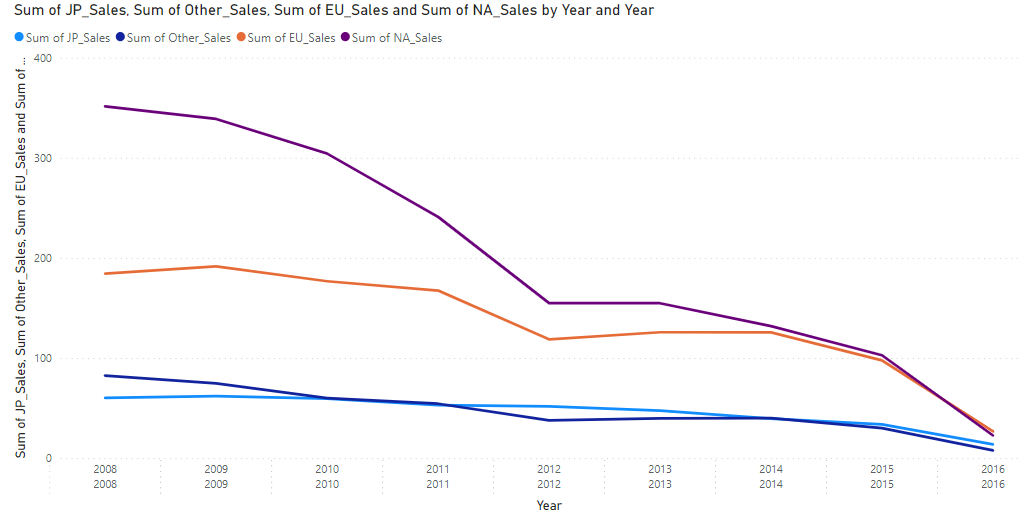 Sum of JP_Sales, Sum of Other_Sales, Sum of EU_Sales and Sum of NA_Sales by Year and Year
Sum of JP_Sales Sum of Other_Sales Sum of EU_Sales Sum of NA_Sales
Sum of JP_Sales, Sum of Other_Sales, Sum of EU_Sales and Sum of ...
400
300
200
100
0
2008 2009 2010 2011 2012 2013 2014 2015 2016
2008 2009 2010 2011 2012 2013 2014 2015 2016
Year